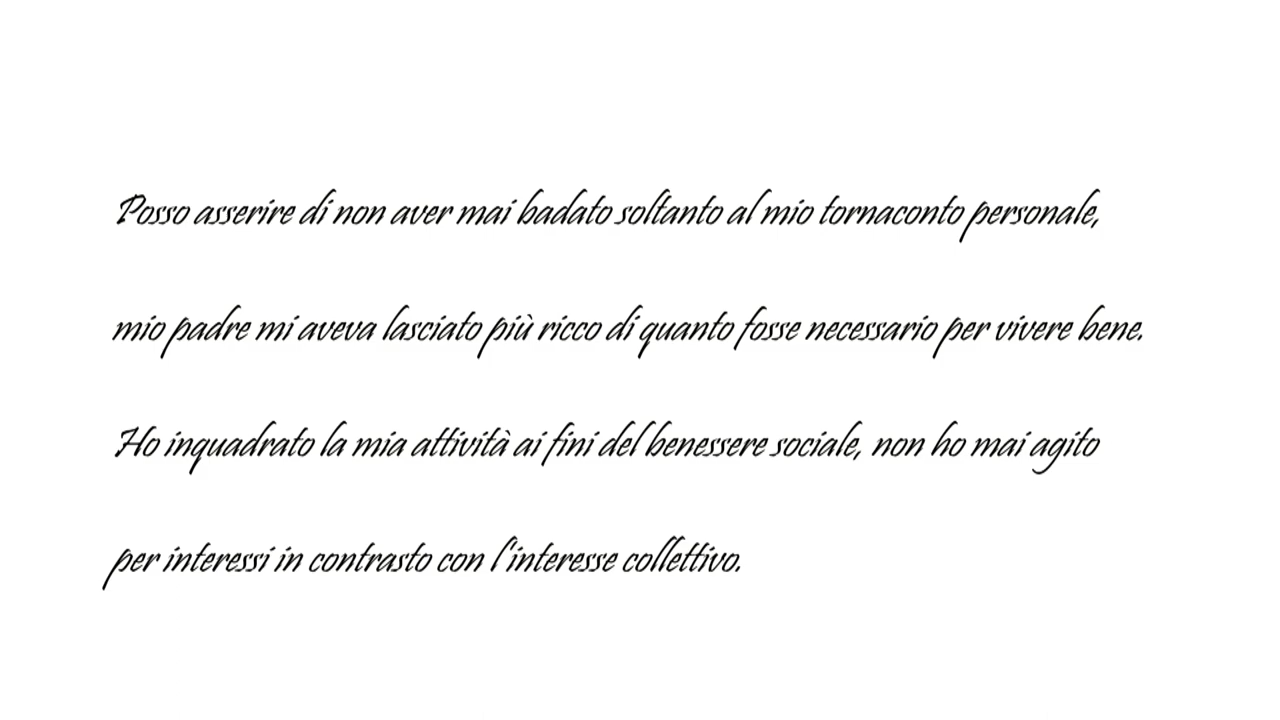 Posso asserire di non aver mai badato soltanto al mio tornaconto personale,
mio padre mi aveva lasciato più ricco di quanto fosse necessario per vivere bene.
Ho inquadrato la mia attività ai fini del benessere sociale, non ho mai agito
per interessi in contrasto con l'interesse collettivo.